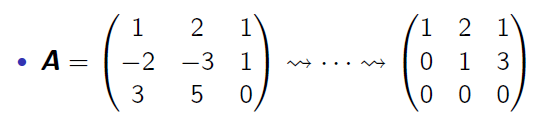 • A = ( 1 2 1 ; −2 −3 1 ; 3 5 0 ) ⇝ ⋯ ⇝ ( 1 2 1 ; 0 1 3 ; 0 0 0 )